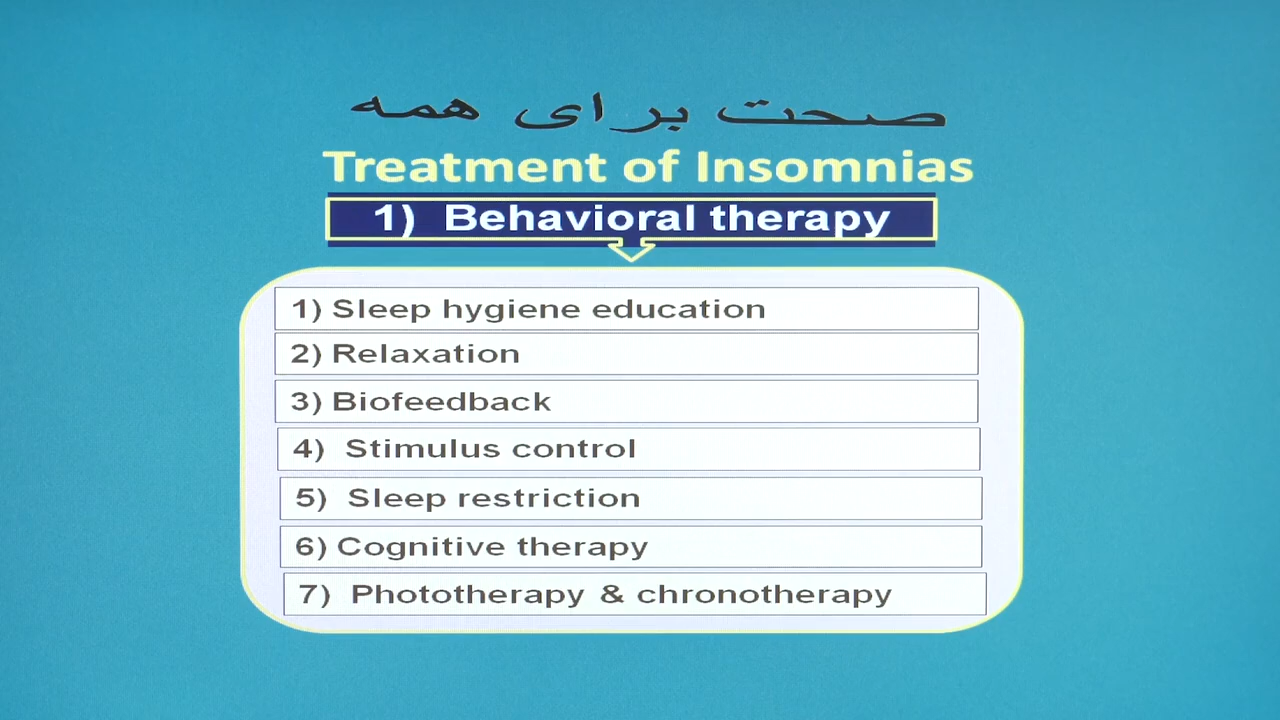 صحت برای همه
Treatment of Insomnias
1) Behavioral therapy
1) Sleep hygiene education
2) Relaxation
3) Biofeedback
4) Stimulus control
5) Sleep restriction
6) Cognitive therapy
7) Phototherapy & chronotherapy